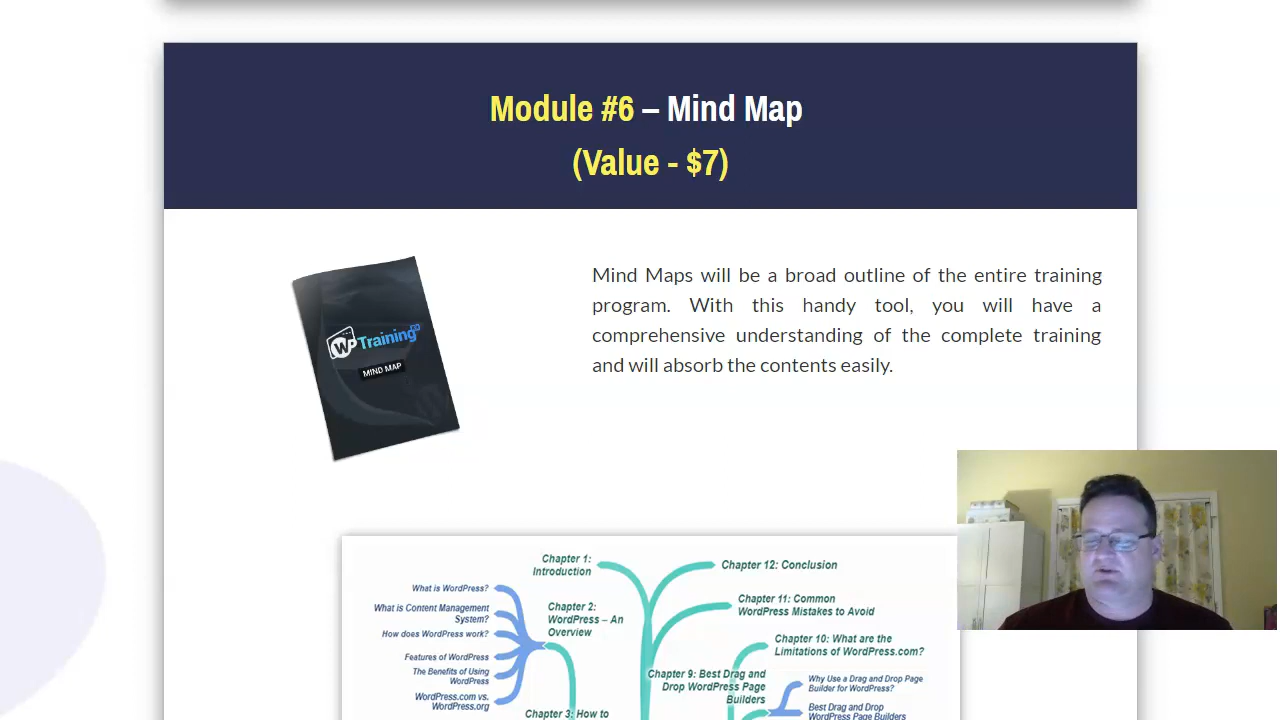 Module #6 – Mind Map
(Value - $7)
Mind Maps will be a broad outline of the entire training
program. With this handy tool, you will have a
comprehensive understanding of the complete training
and will absorb the contents easily.
WP Training
MIND MAP
Chapter 1:
Introduction
What is WordPress?
What is Content Management
System?
How does WordPress work?
Features of WordPress
The Benefits of Using
WordPress
WordPress.com vs.
WordPress.org
Chapter 2:
WordPress – An
Overview
Chapter 3: How to
Chapter 12: Conclusion
Chapter 11: Common
WordPress Mistakes to Avoid
Chapter 10: What are the
Limitations of WordPress.com?
Chapter 9: Best Drag and
Drop WordPress Page
Builders
Why Use a Drag and Drop Page
Builder for WordPress?
Best Drag and Drop
WordPress Page Builders